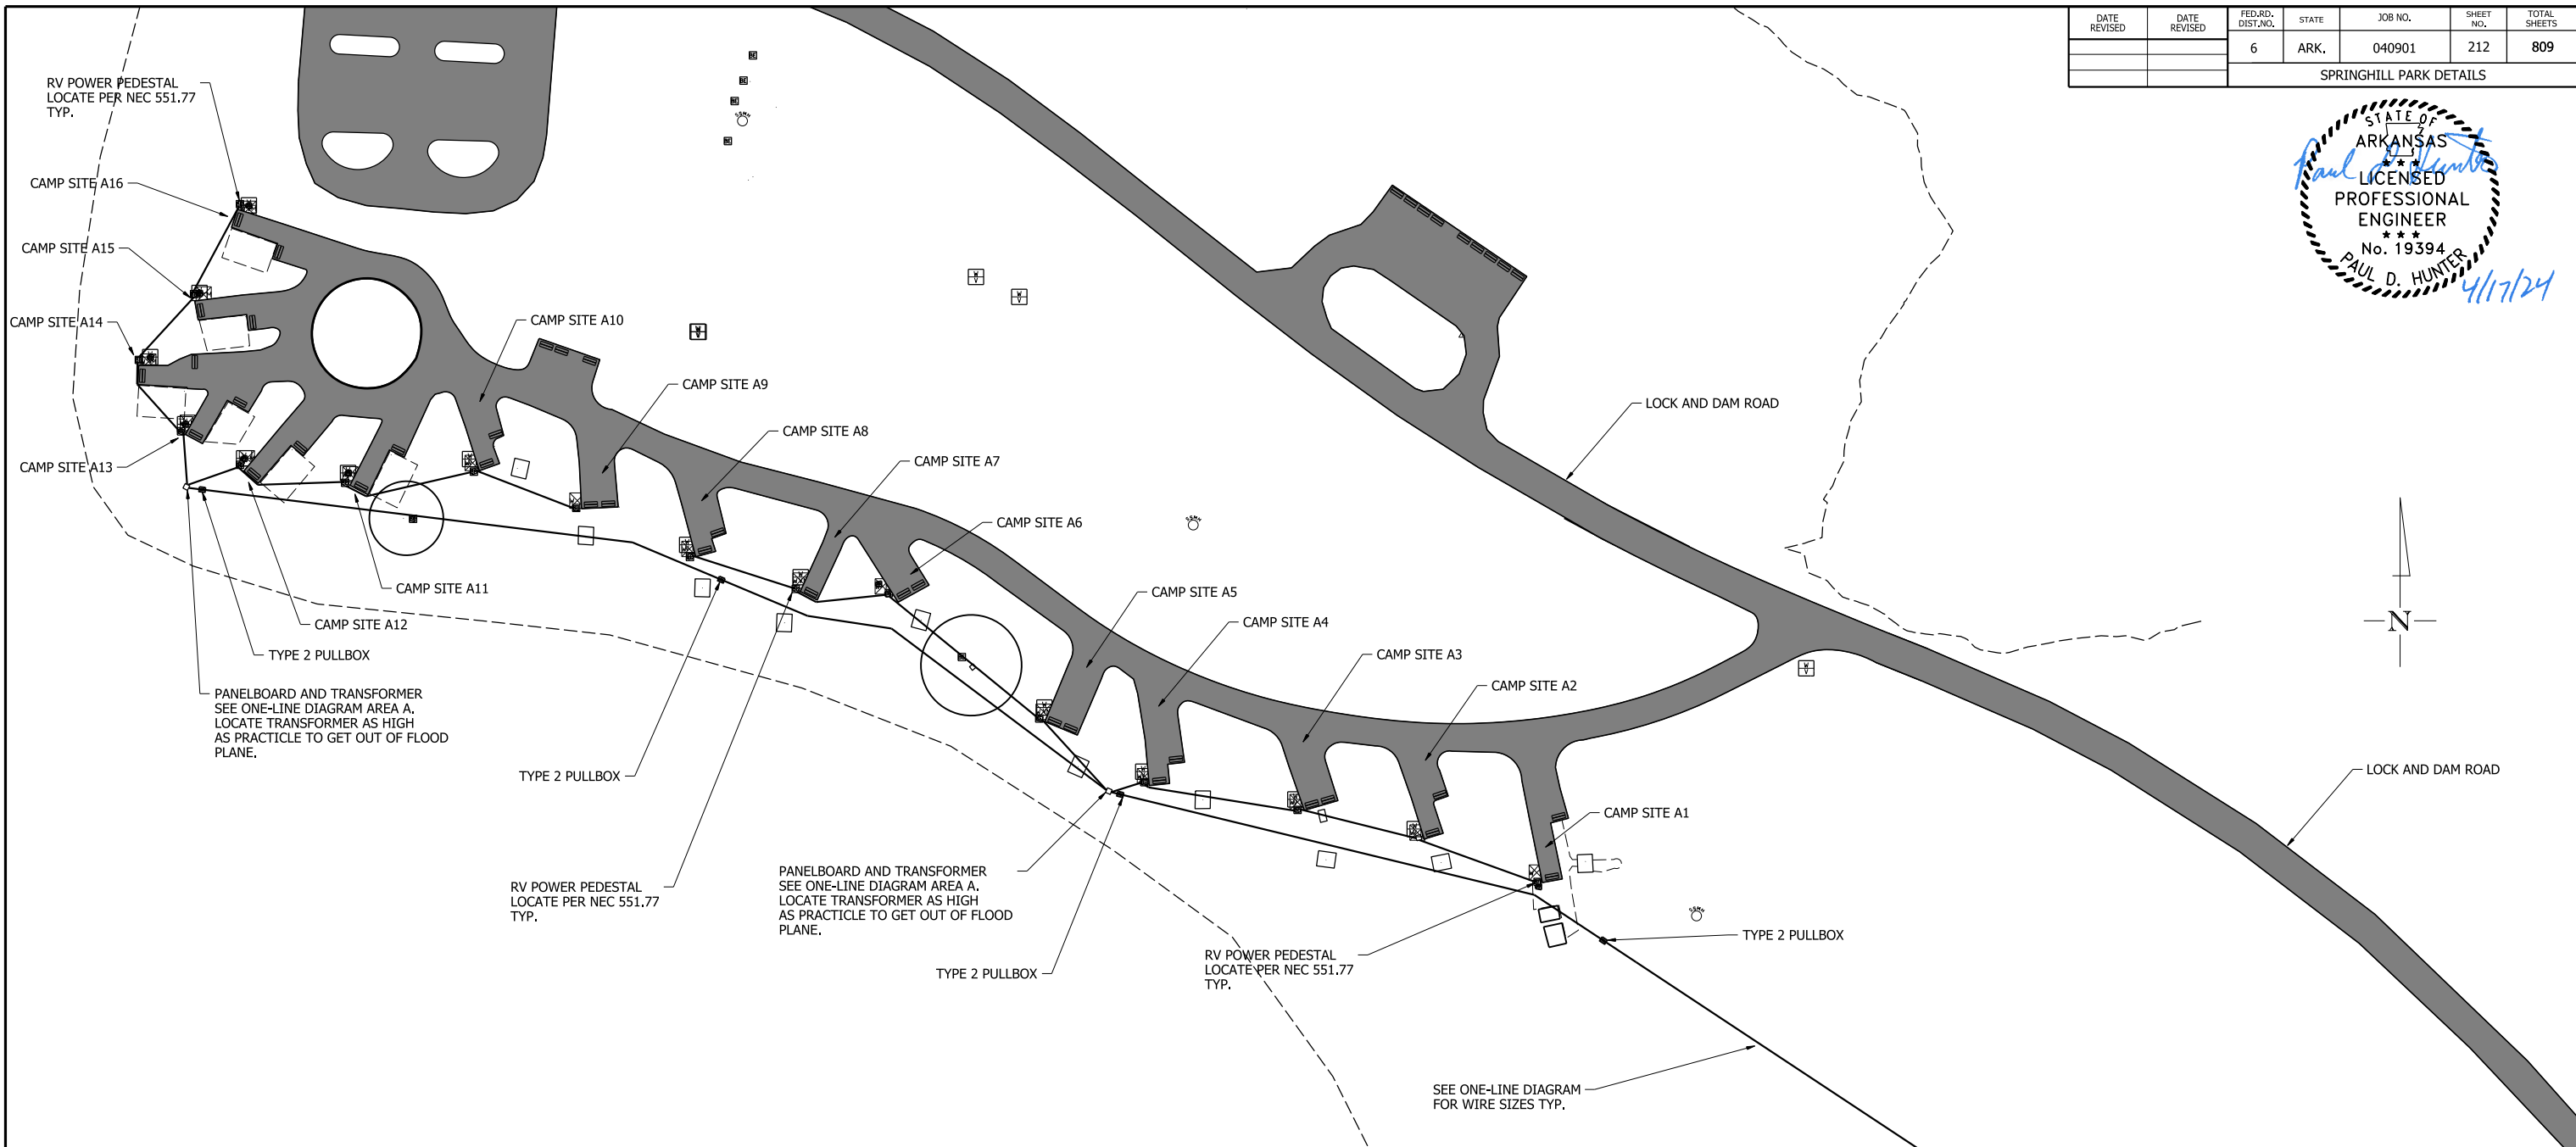 DATE REVISED
DATE REVISED
FED.RD. DIST.NO.
STATE
JOB NO.
SHEET NO.
TOTAL SHEETS
6
ARK.
040901
212
809
SPRINGHILL PARK DETAILS
STATE OF
ARKANSAS
★ ★ ★
LICENSED
PROFESSIONAL
ENGINEER
★ ★ ★
No. 19394
PAUL D. HUNTER
Paul D. Hunter
4/17/24
RV POWER PEDESTAL
LOCATE PER NEC 551.77
TYP.
CAMP SITE A16
CAMP SITE A15
CAMP SITE A14
CAMP SITE A13
CAMP SITE A10
CAMP SITE A9
CAMP SITE A8
CAMP SITE A7
CAMP SITE A6
CAMP SITE A5
CAMP SITE A4
CAMP SITE A3
CAMP SITE A2
CAMP SITE A1
LOCK AND DAM ROAD
LOCK AND DAM ROAD
N
CAMP SITE A11
CAMP SITE A12
TYPE 2 PULLBOX
PANELBOARD AND TRANSFORMER
SEE ONE-LINE DIAGRAM AREA A.
LOCATE TRANSFORMER AS HIGH
AS PRACTICLE TO GET OUT OF FLOOD
PLANE.
TYPE 2 PULLBOX
RV POWER PEDESTAL
LOCATE PER NEC 551.77
TYP.
PANELBOARD AND TRANSFORMER
SEE ONE-LINE DIAGRAM AREA A.
LOCATE TRANSFORMER AS HIGH
AS PRACTICLE TO GET OUT OF FLOOD
PLANE.
TYPE 2 PULLBOX
RV POWER PEDESTAL
LOCATE PER NEC 551.77
TYP.
TYPE 2 PULLBOX
SEE ONE-LINE DIAGRAM
FOR WIRE SIZES TYP.